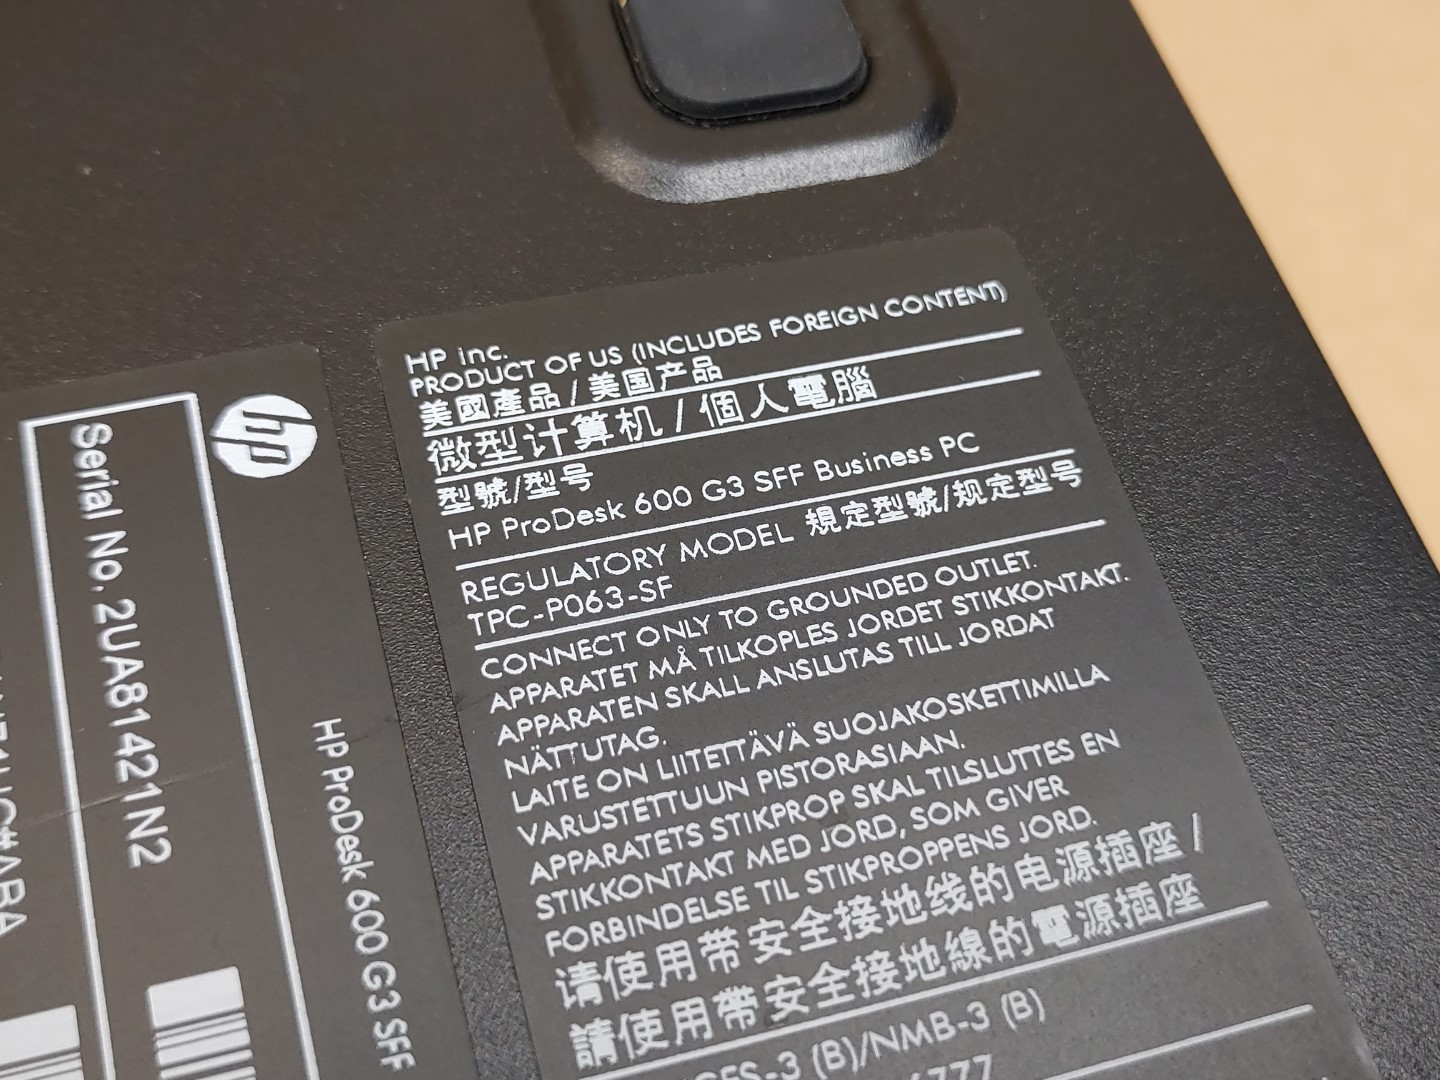 HP Inc.
PRODUCT OF US (INCLUDES FOREIGN CONTENT)
美國產品 / 美国产品
微型计算机 / 個人電腦
型號/型号
HP ProDesk 600 G3 SFF Business PC
REGULATORY MODEL 規定型號/规定型号
TPC-P063-SF
CONNECT ONLY TO GROUNDED OUTLET.
APPARATET MÅ TILKOPLES JORDET STIKKONTAKT.
APPARATEN SKALL ANSLUTAS TILL JORDAT
NÄTTUTAG.
LAITE ON LIITETTÄVÄ SUOJAKOSKETTIMILLA
VARUSTETTUUN PISTORASIAAN.
APPARATETS STIKPROP SKAL TILSLUTTES EN
STIKKONTAKT MED JORD, SOM GIVER
FORBINDELSE TIL STIKPROPPENS JORD.
请使用带安全接地线的电源插座 /
請使用帶安全接地線的電源插座
(B)/NMB-3 (B)
hp
Serial No. 2UA81421N2
HP ProDesk 600 G3 SFF
#ABA